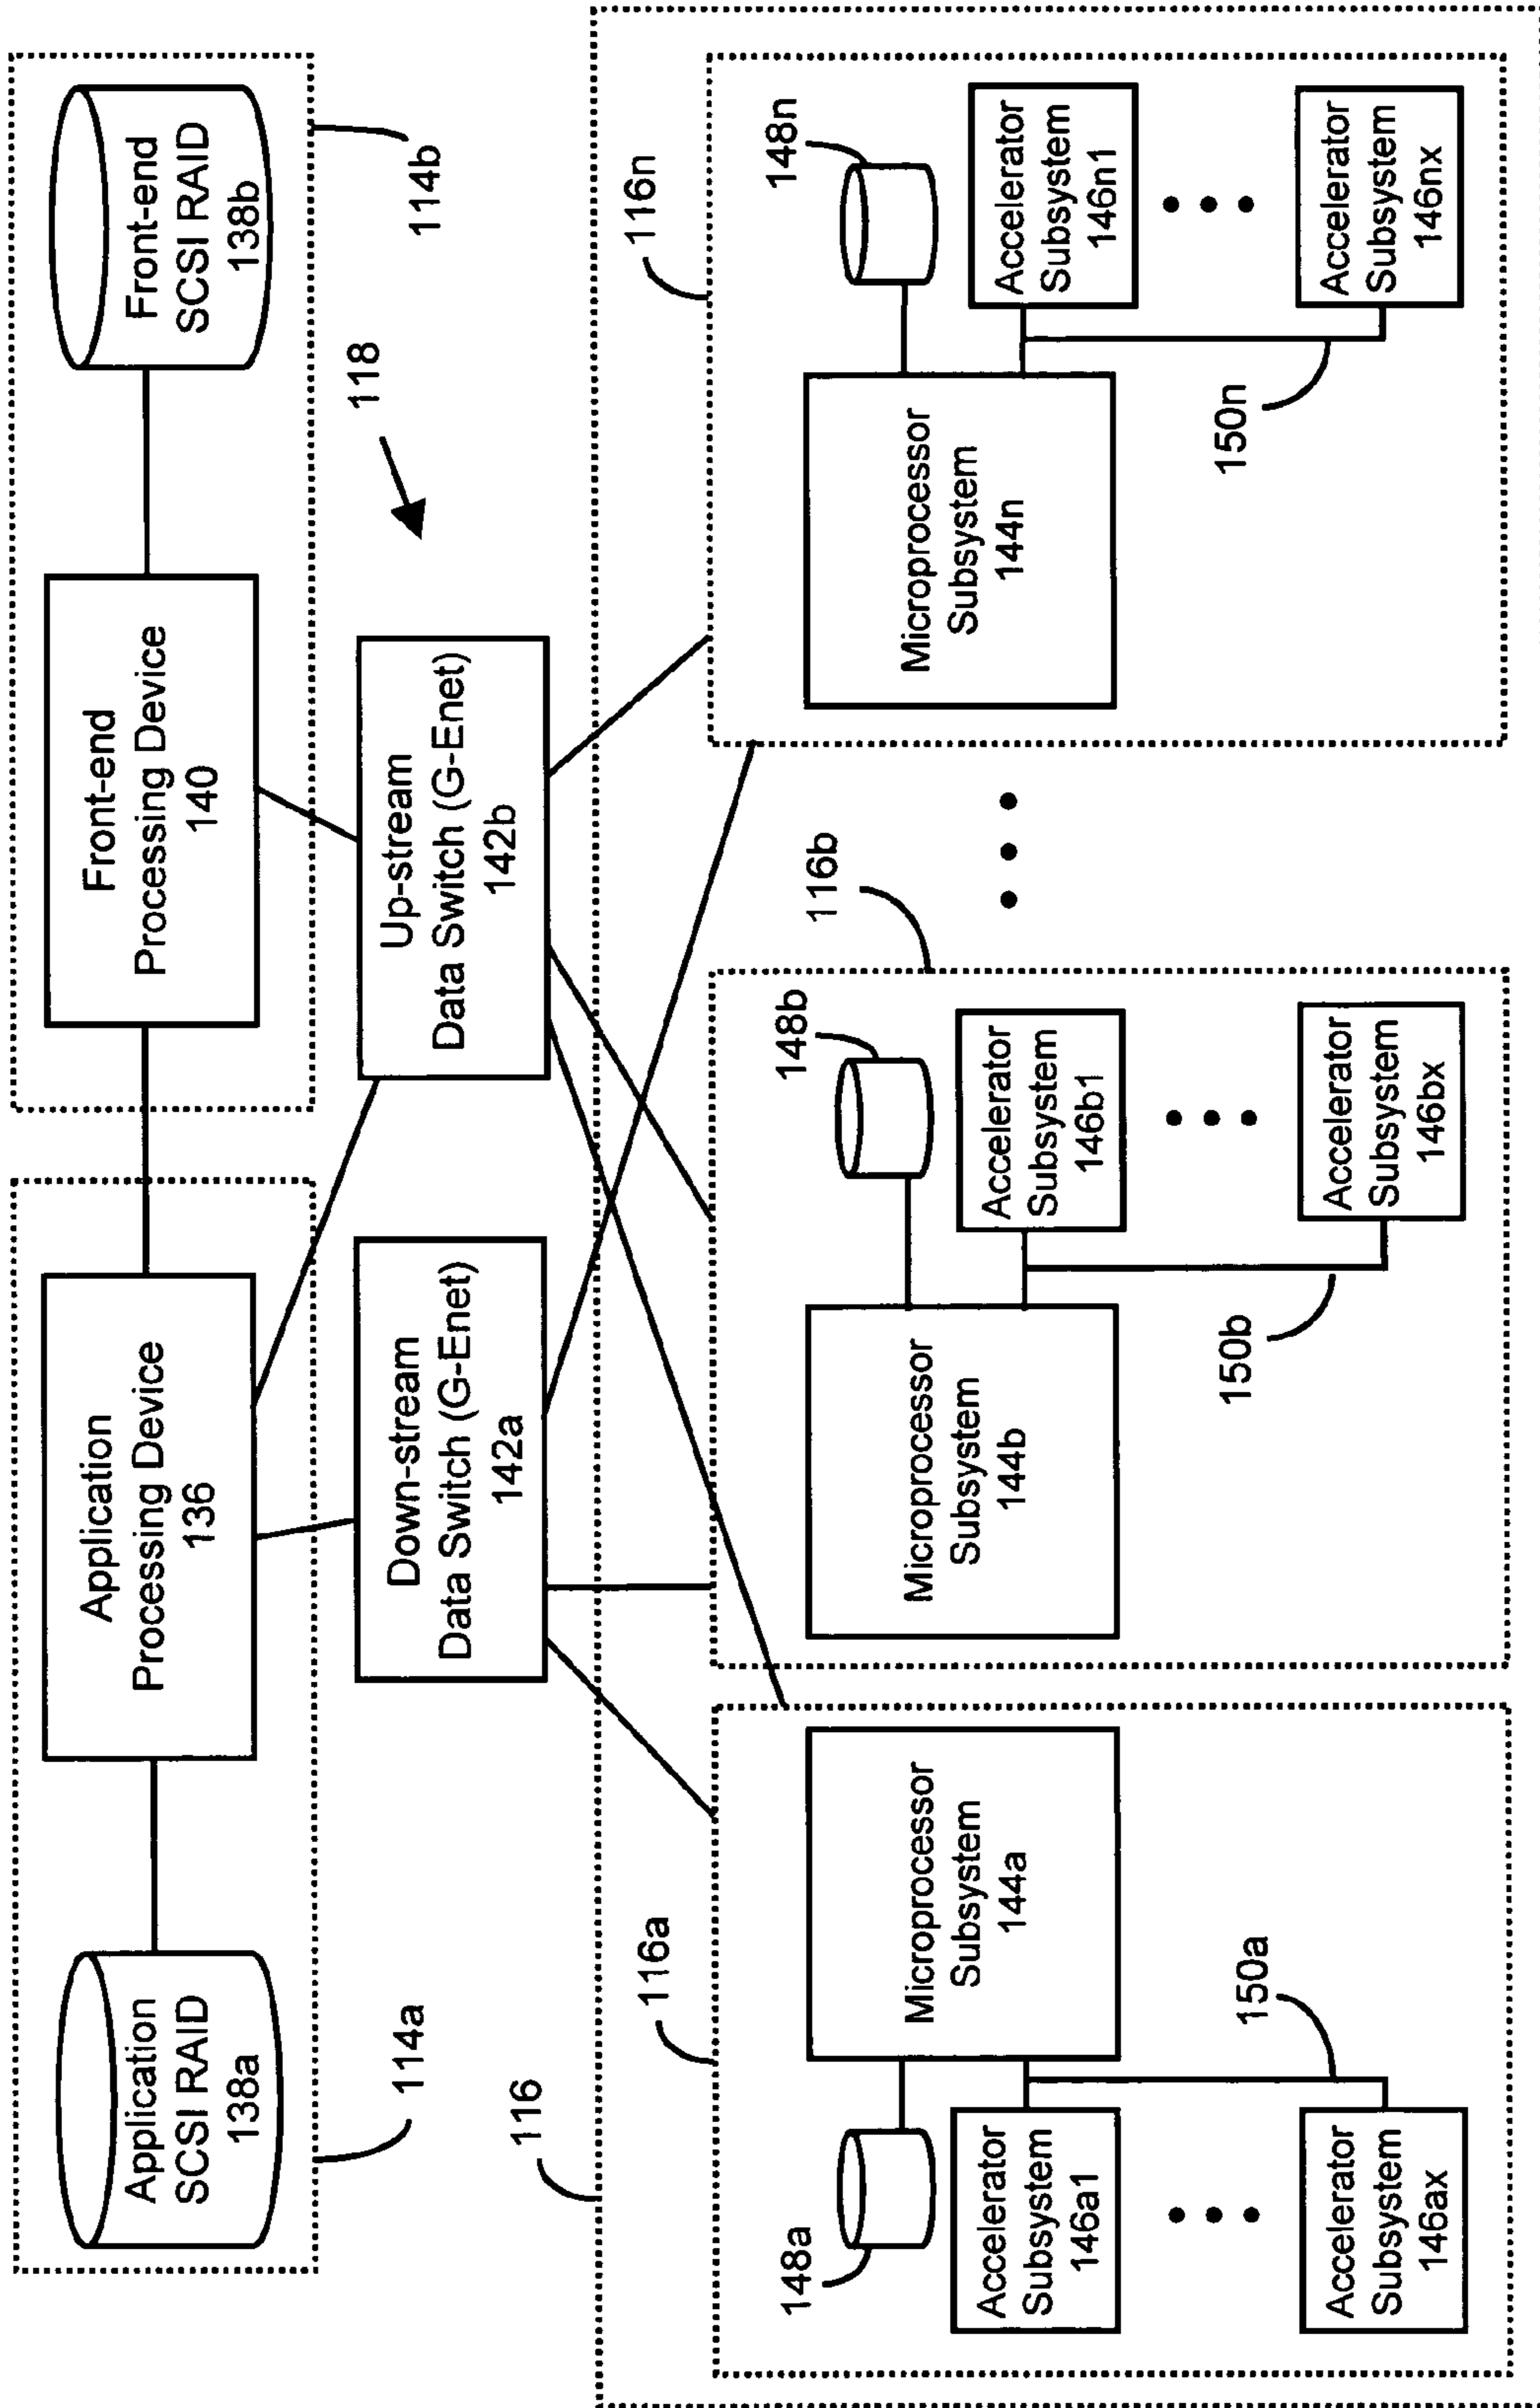 Application
SCSI RAID
138a
Application
Processing Device
136
Front-end
Processing Device
140
Front-end
SCSI RAID
138b
114a
114b
118
Down-stream
Data Switch (G-Enet)
142a
Up-stream
Data Switch (G-Enet)
142b
116
116a
116b
116n
148a
Microprocessor
Subsystem
144a
Accelerator
Subsystem
146a1
Accelerator
Subsystem
146ax
150a
Microprocessor
Subsystem
144b
148b
Accelerator
Subsystem
146b1
Accelerator
Subsystem
146bx
150b
Microprocessor
Subsystem
144n
148n
Accelerator
Subsystem
146n1
Accelerator
Subsystem
146nx
150n